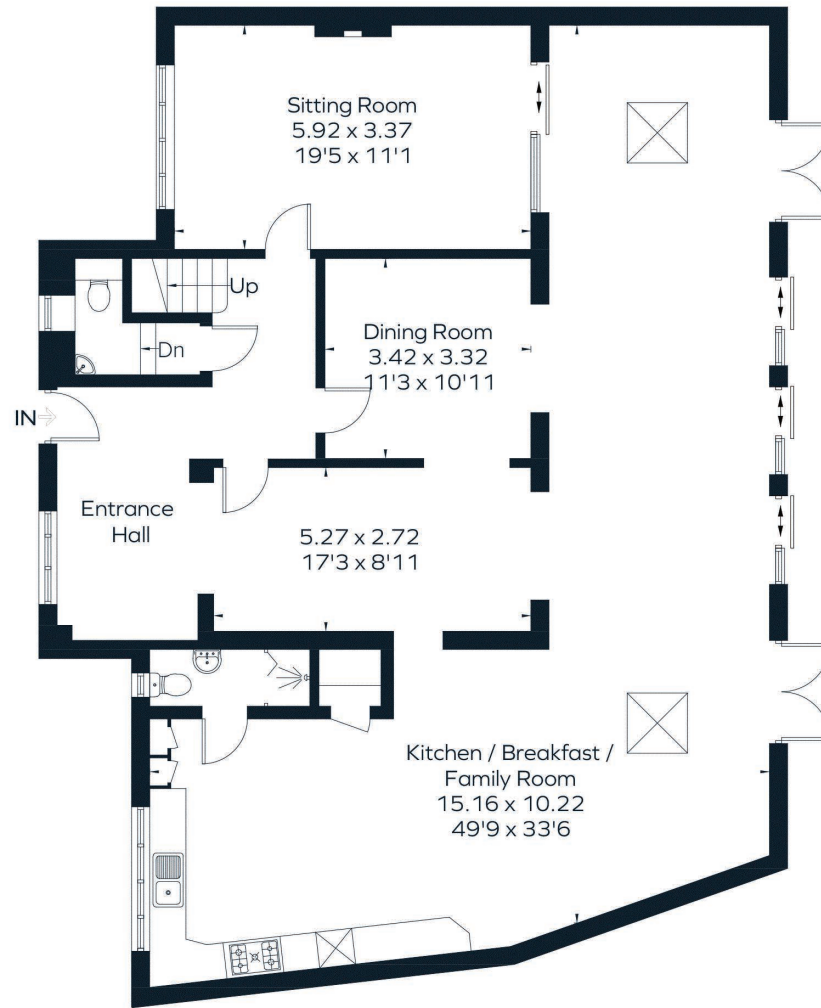 Sitting Room
5.92 x 3.37
19'5 x 11'1
Up
Dn
Dining Room
3.42 x 3.32
11'3 x 10'11
IN
Entrance
Hall
5.27 x 2.72
17'3 x 8'11
Kitchen / Breakfast /
Family Room
15.16 x 10.22
49'9 x 33'6